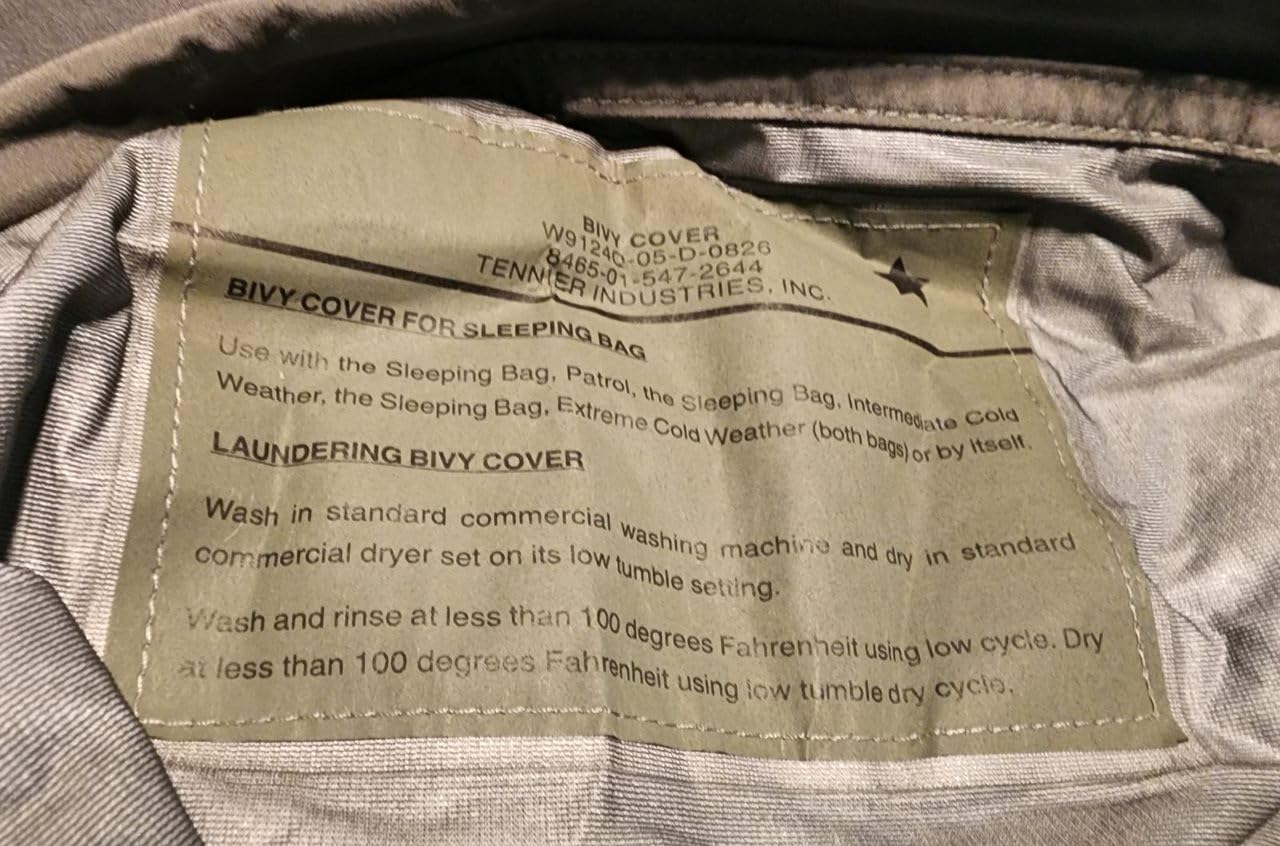 BIVY COVER
W9124Q-05-D-0826
8465-01-547-2644
TENNIER INDUSTRIES, INC.
BIVY COVER FOR SLEEPING BAG
Use with the Sleeping Bag, Patrol, the Sleeping Bag, Intermediate Cold
Weather, the Sleeping Bag, Extreme Cold Weather (both bags) or by itself.
LAUNDERING BIVY COVER
Wash in standard commercial washing machine and dry in standard
commercial dryer set on its low tumble setting.
Wash and rinse at less than 100 degrees Fahrenheit using low cycle. Dry
at less than 100 degrees Fahrenheit using low tumble dry cycle.